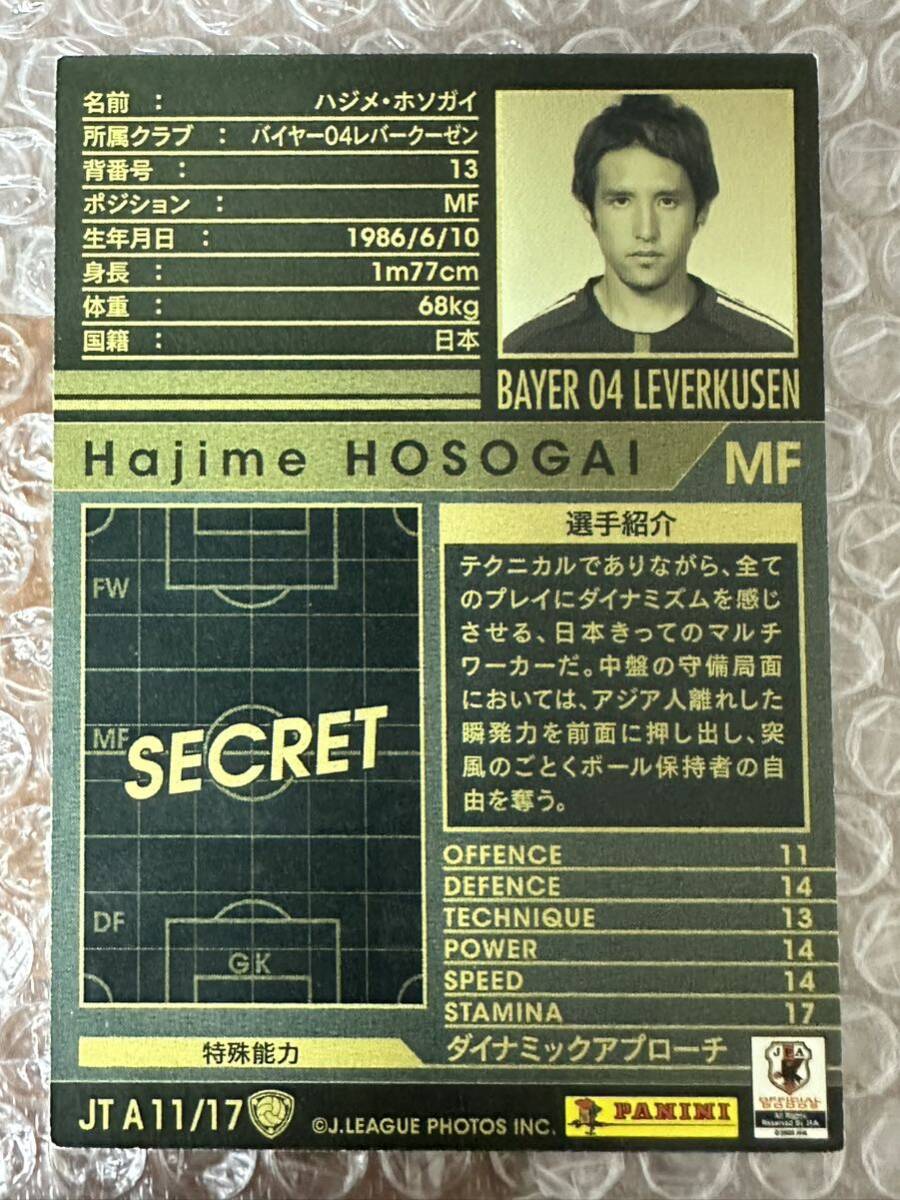 名前 ： ハジメ・ホソガイ
所属クラブ ： バイヤー04レバークーゼン
背番号 ： 13
ポジション ： MF
生年月日 ： 1986/6/10
身長 ： 1m77cm
体重 ： 68kg
国籍 ： 日本
BAYER 04 LEVERKUSEN
Hajime HOSOGAI MF
FW
MF
SECRET
DF
GK
選手紹介
テクニカルでありながら、全て
のプレイにダイナミズムを感じ
させる、日本きってのマルチ
ワーカーだ。中盤の守備局面
においては、アジア人離れした
瞬発力を前面に押し出し、突
風のごとくボール保持者の自
由を奪う。
OFFENCE 11
DEFENCE 14
TECHNIQUE 13
POWER 14
SPEED 14
STAMINA 17
特殊能力 ダイナミックアプローチ
JT A11/17
©J.LEAGUE PHOTOS INC.
PANINI
JFA
OFFICIAL
GOODS
All Rights
Reserved By JFA